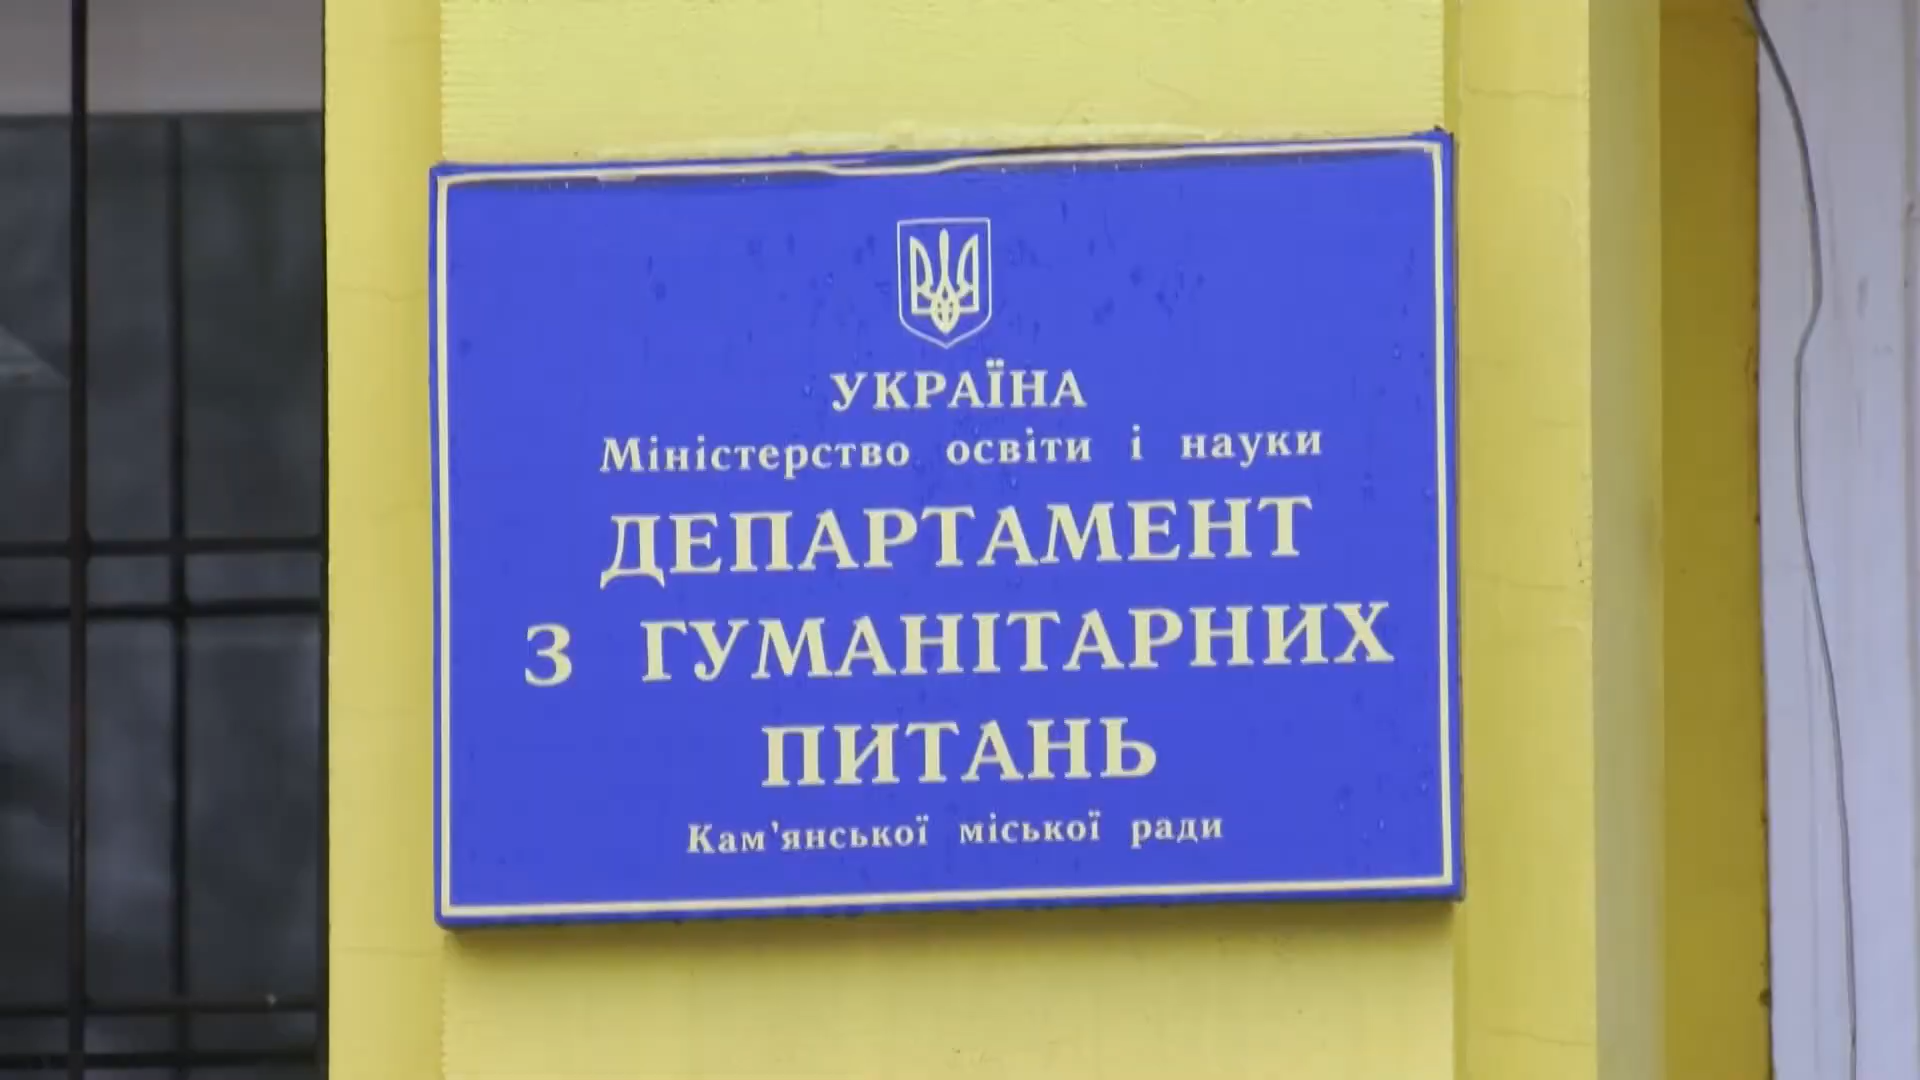 УКРАЇНА
Міністерство освіти і науки
ДЕПАРТАМЕНТ
З ГУМАНІТАРНИХ
ПИТАНЬ
Кам'янської міської ради